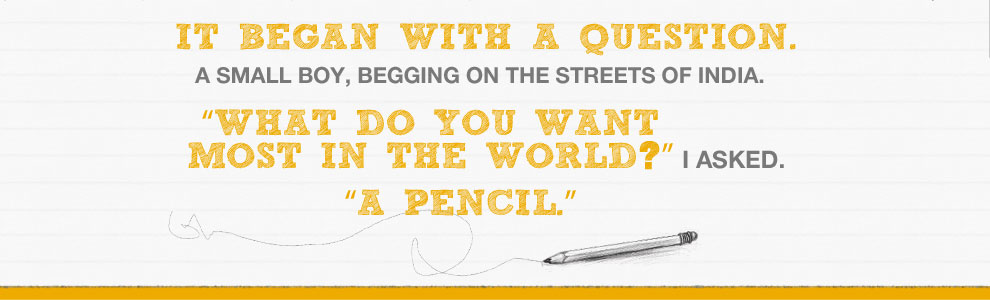 IT BEGAN WITH A QUESTION.
A SMALL BOY, BEGGING ON THE STREETS OF INDIA.
“WHAT DO YOU WANT
MOST IN THE WORLD?” I ASKED.
“A PENCIL.”